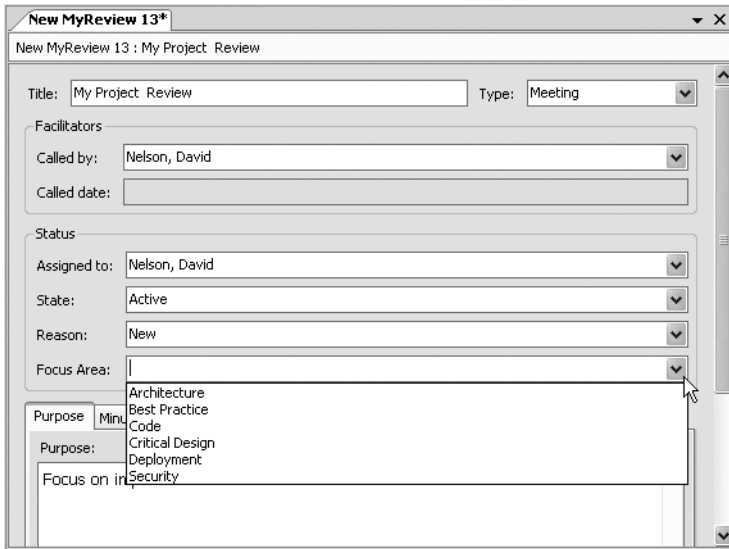 New MyReview 13*
New MyReview 13 : My Project Review
Title: My Project Review Type: Meeting
Facilitators
Called by: Nelson, David
Called date:
Status
Assigned to: Nelson, David
State: Active
Reason: New
Focus Area:
Architecture
Best Practice
Code
Critical Design
Deployment
Security
Purpose
Purpose:
Focus on